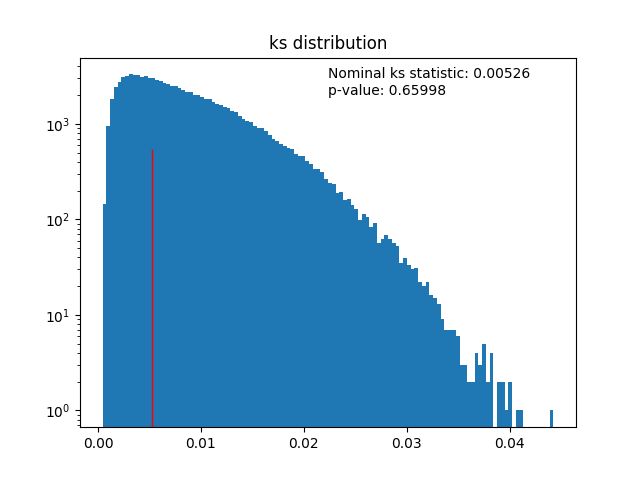 ks distribution
Nominal ks statistic: 0.00526
p-value: 0.65998
10³
10²
10¹
10⁰
0.00 0.01 0.02 0.03 0.04